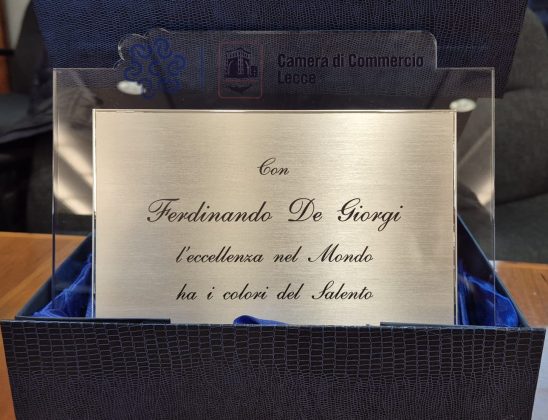 Camera di Commercio
Lecce
Con
Ferdinando De Giorgi
l'eccellenza nel Mondo
ha i colori del Salento